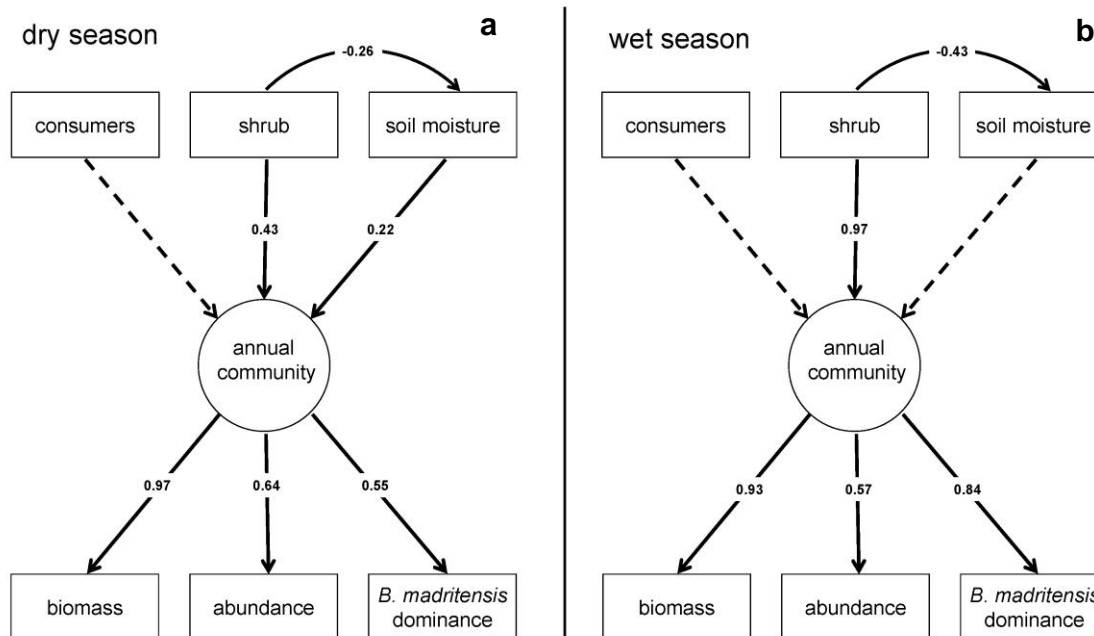 dry season
a
-0.26
consumers
shrub
soil moisture
0.43
0.22
annual
community
0.97
0.64
0.55
biomass
abundance
B. madritensis
dominance
wet season
b
-0.43
consumers
shrub
soil moisture
0.97
annual
community
0.93
0.57
0.84
biomass
abundance
B. madritensis
dominance